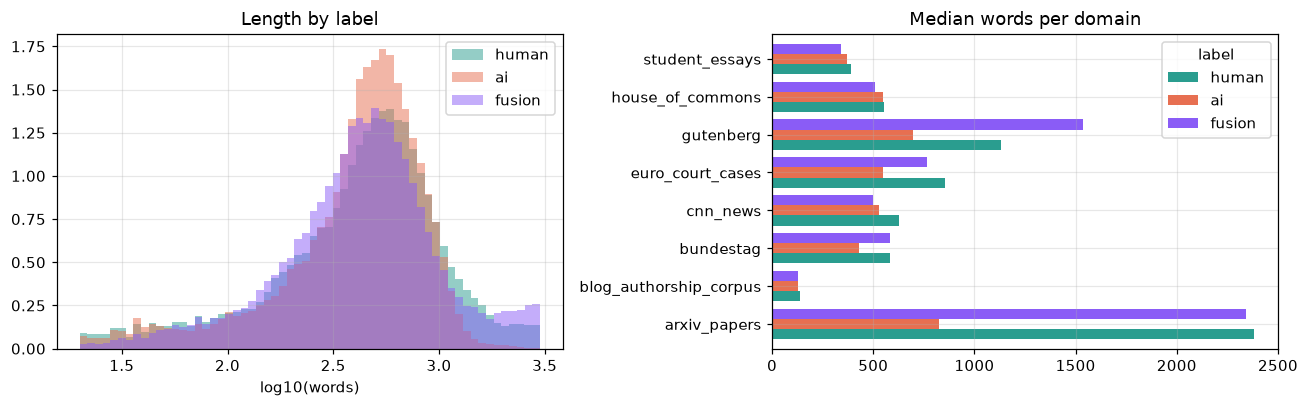 Length by label
1.75
1.50
1.25
1.00
0.75
0.50
0.25
0.00
1.5 2.0 2.5 3.0 3.5
log10(words)
human
ai
fusion
Median words per domain
student_essays
house_of_commons
gutenberg
euro_court_cases
cnn_news
bundestag
blog_authorship_corpus
arxiv_papers
0 500 1000 1500 2000 2500
label
human
ai
fusion